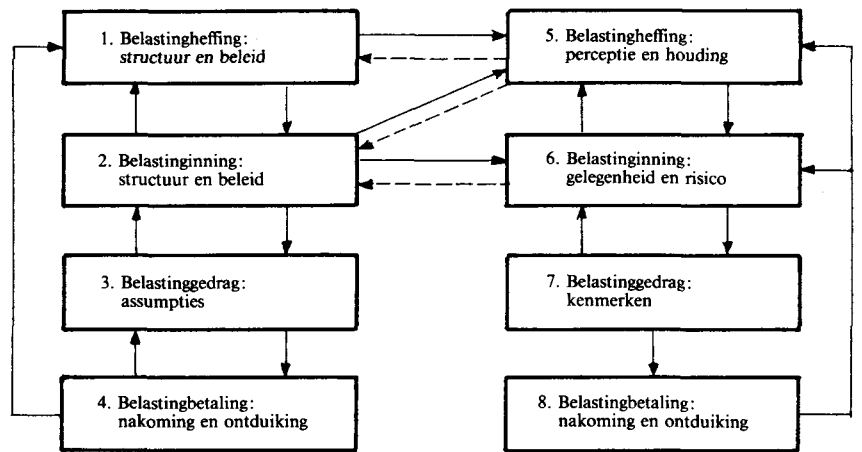 1. Belastingheffing:
structuur en beleid
2. Belastinginning:
structuur en beleid
3. Belastinggedrag:
assumpties
4. Belastingbetaling:
nakoming en ontduiking
5. Belastingheffing:
perceptie en houding
6. Belastinginning:
gelegenheid en risico
7. Belastinggedrag:
kenmerken
8. Belastingbetaling:
nakoming en ontduiking